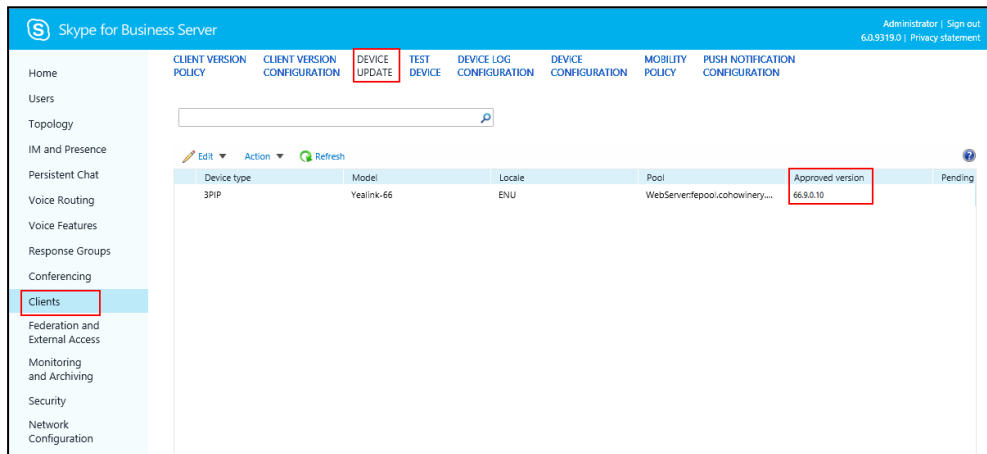 Skype for Business Server
Administrator | Sign out
6.0.9319.0 | Privacy statement
Home
Users
Topology
IM and Presence
Persistent Chat
Voice Routing
Voice Features
Response Groups
Conferencing
Clients
Federation and
External Access
Monitoring
and Archiving
Security
Network
Configuration
CLIENT VERSION
POLICY
CLIENT VERSION
CONFIGURATION
DEVICE
UPDATE
TEST
DEVICE
DEVICE LOG
CONFIGURATION
DEVICE
CONFIGURATION
MOBILITY
POLICY
PUSH NOTIFICATION
CONFIGURATION
Edit Action Refresh
Device type Model Locale Pool Approved version Pending
3PIP Yealink-66 ENU WebServer:fepool.cohowinery.... 66.9.0.10